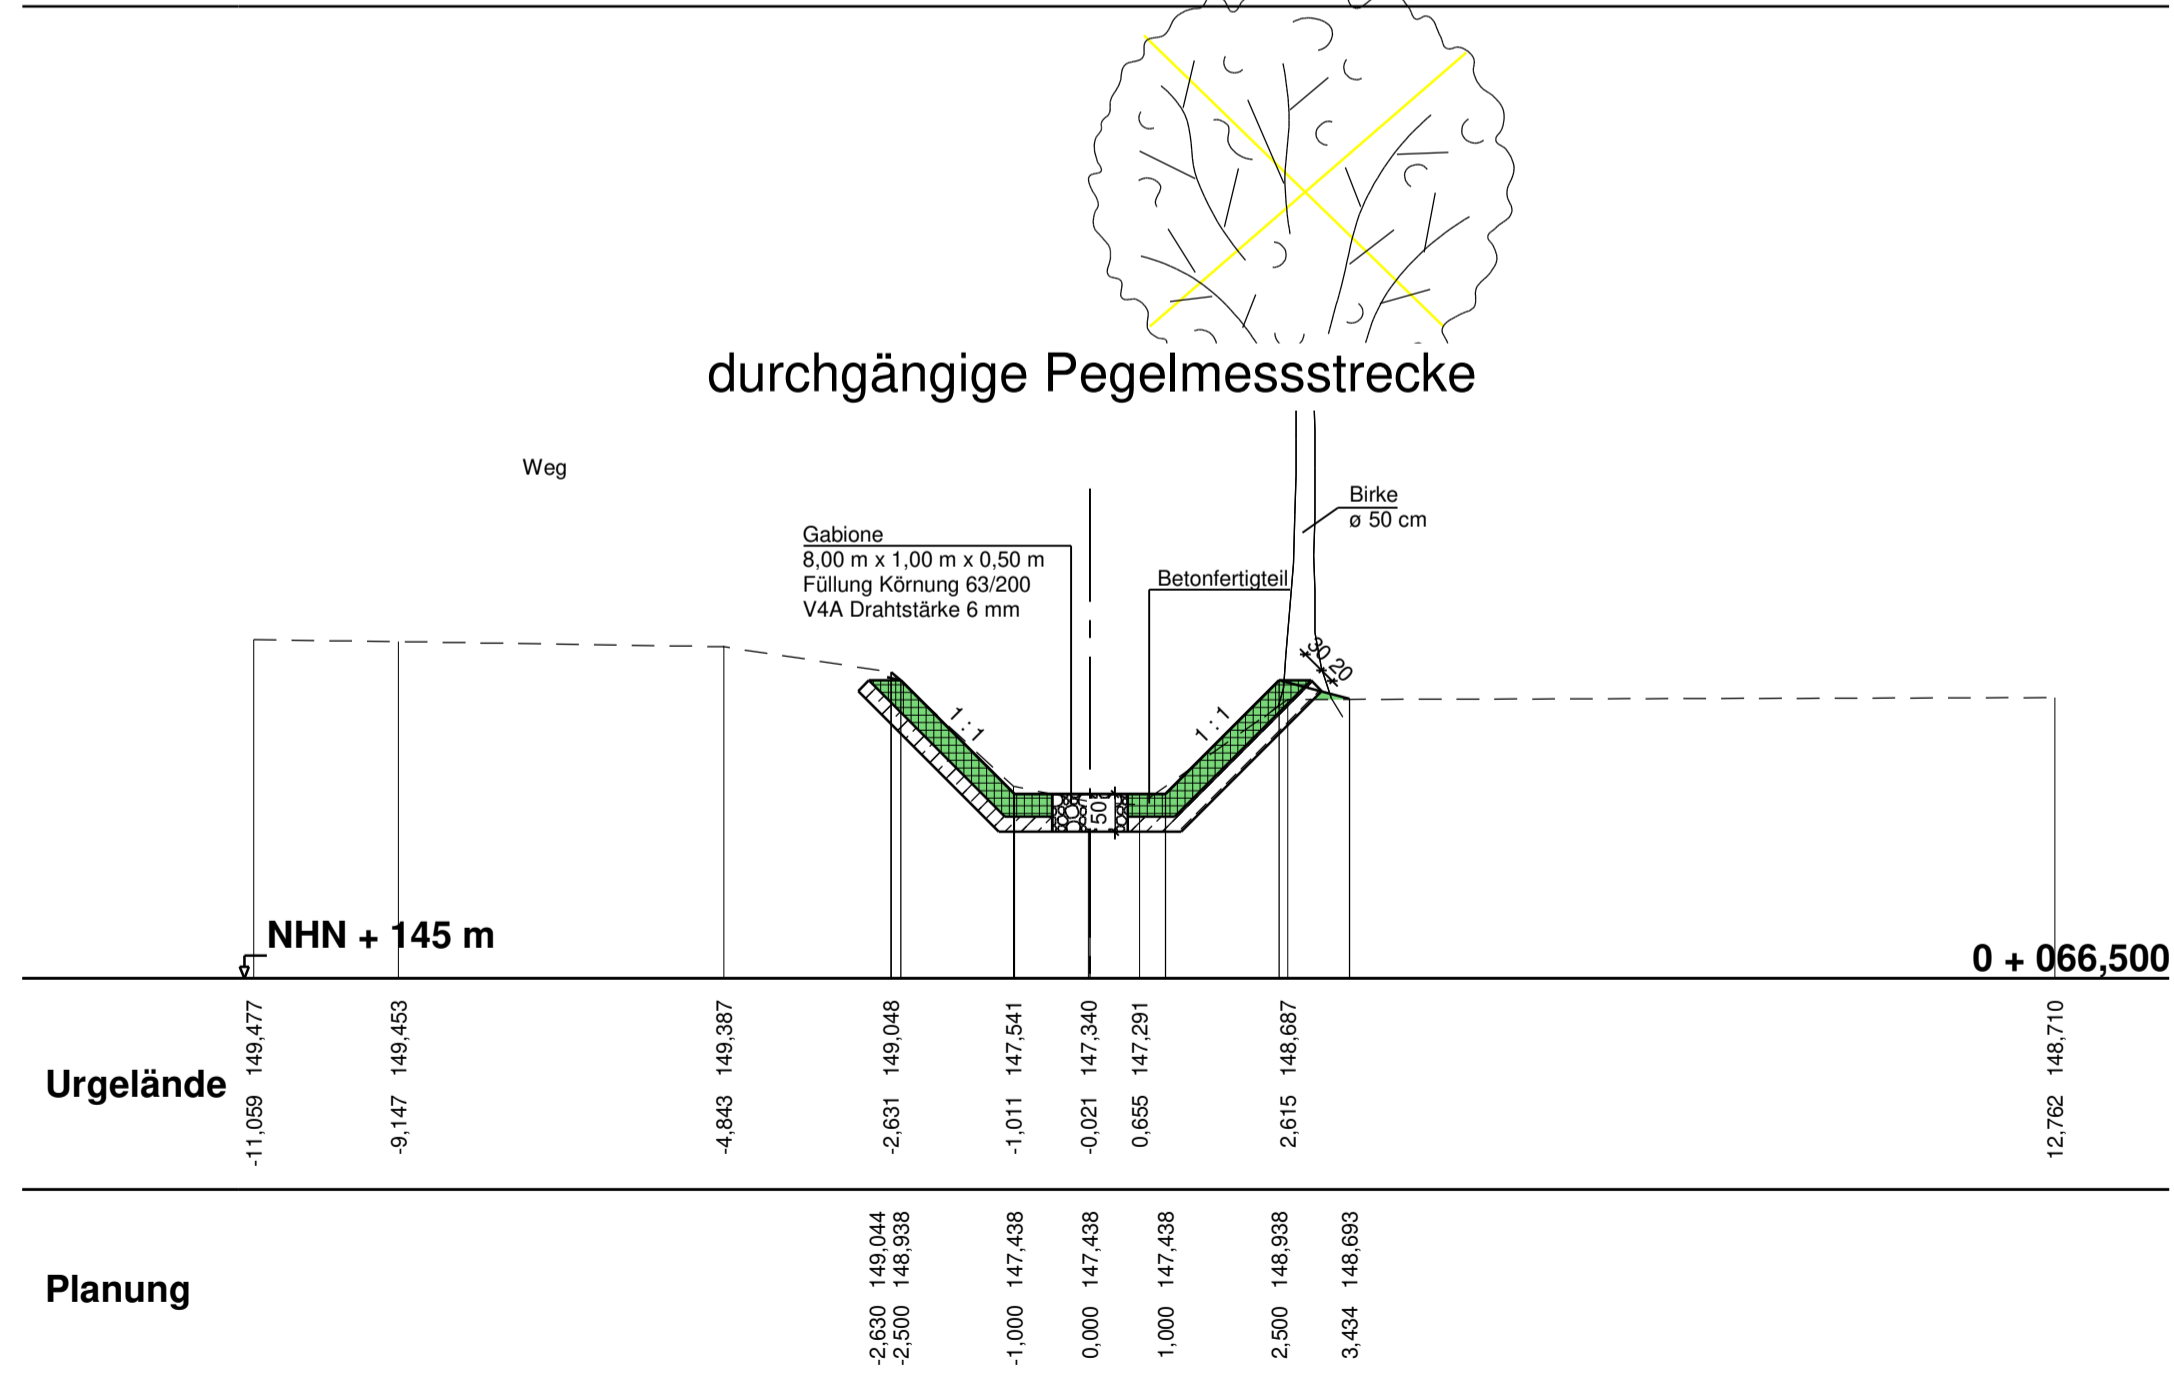 durchgängige Pegelmessstrecke
Weg
Birke
ø 50 cm
Gabione
8,00 m x 1,00 m x 0,50 m
Füllung Körnung 63/200
V4A Drahtstärke 6 mm
Betonfertigteil
30
20
1 : 1
1 : 1
50
NHN + 145 m
0 + 066,500
Urgelände
-11,059 149,477
-9,147 149,453
-4,843 149,387
-2,631 149,048
-1,011 147,541
-0,021 147,340
0,655 147,291
2,615 148,687
12,762 148,710
Planung
-2,630 149,044
-2,500 148,938
-1,000 147,438
0,000 147,438
1,000 147,438
2,500 148,938
3,434 148,693